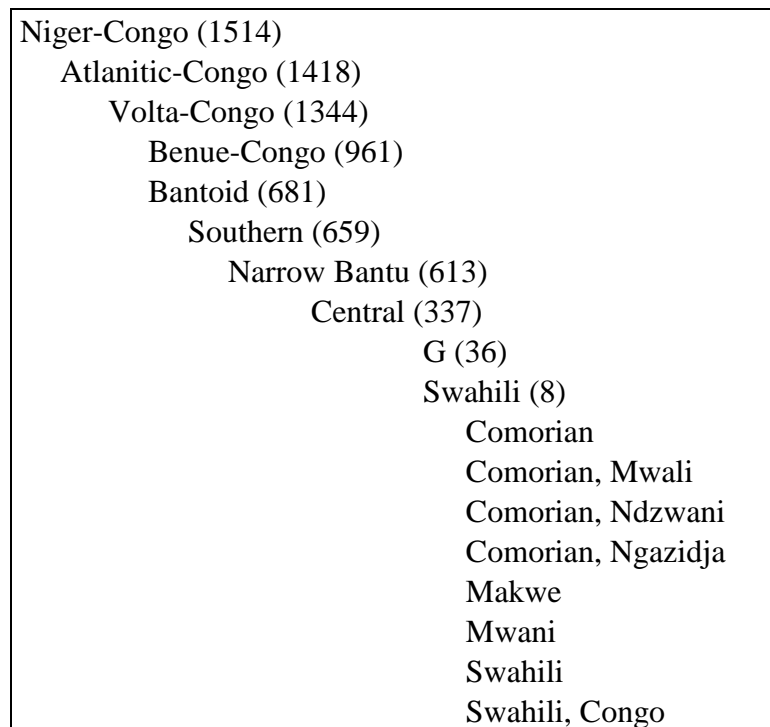 Niger-Congo (1514)
Atlanitic-Congo (1418)
Volta-Congo (1344)
Benue-Congo (961)
Bantoid (681)
Southern (659)
Narrow Bantu (613)
Central (337)
G (36)
Swahili (8)
Comorian
Comorian, Mwali
Comorian, Ndzwani
Comorian, Ngazidja
Makwe
Mwani
Swahili
Swahili, Congo